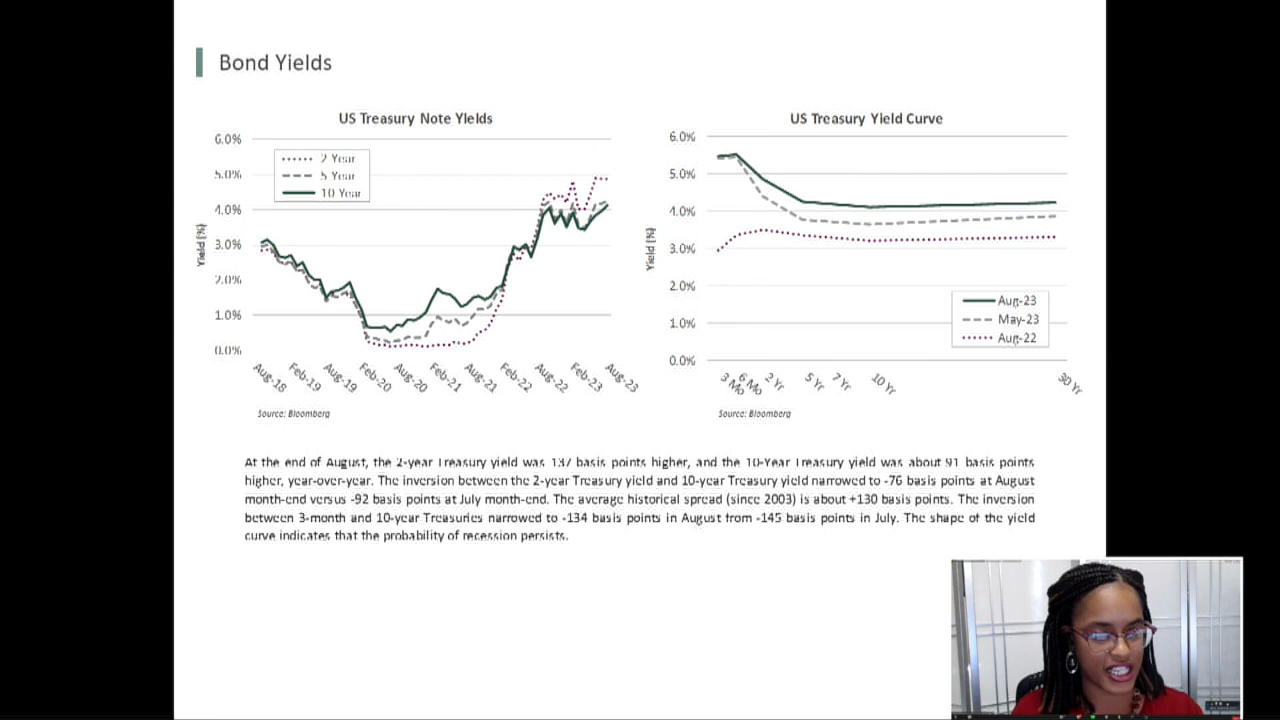 Bond Yields
US Treasury Note Yields
6.0%
5.0%
4.0%
3.0%
2.0%
1.0%
0.0%
Yield (%)
2 Year
5 Year
10 Year
Aug-18
Feb-19
Aug-19
Feb-20
Aug-20
Feb-21
Aug-21
Feb-22
Aug-22
Feb-23
Aug-23
Source: Bloomberg
US Treasury Yield Curve
6.0%
5.0%
4.0%
3.0%
2.0%
1.0%
0.0%
Yield (%)
Aug-23
May-23
Aug-22
3 Mo
6 Mo
2 Yr
5 Yr
7 Yr
10 Yr
30 Yr
Source: Bloomberg
At the end of August, the 2-year Treasury yield was 137 basis points higher, and the 10-Year Treasury yield was about 91 basis points
higher, year-over-year. The inversion between the 2-year Treasury yield and 10-year Treasury yield narrowed to -76 basis points at August
month-end versus -92 basis points at July month-end. The average historical spread (since 2003) is about +130 basis points. The inversion
between 3-month and 10-year Treasuries narrowed to -134 basis points in August from -145 basis points in July. The shape of the yield
curve indicates that the probability of recession persists.